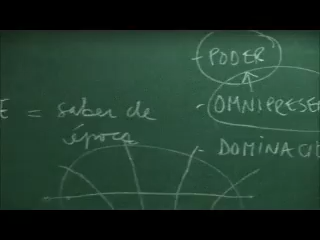 - PODER
E = saber de
época
- OMNIPRESE
- DOMINACI